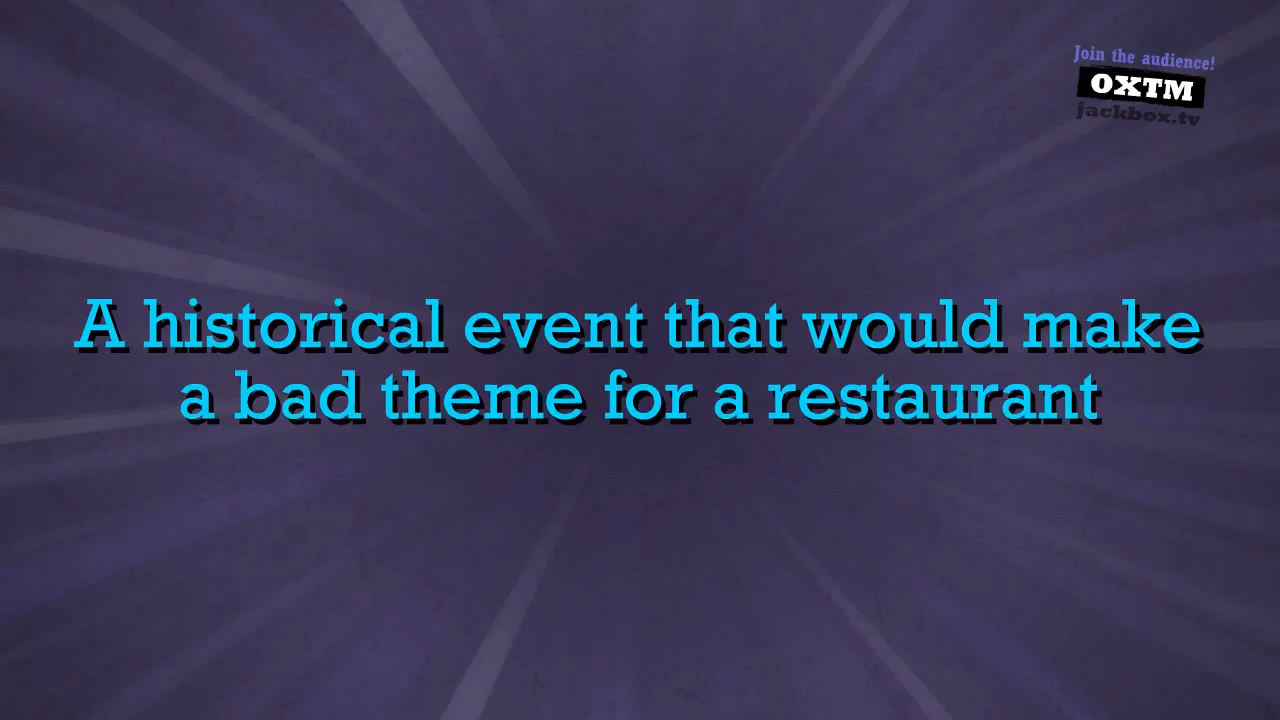 Join the audience!
OXTM
jackbox.tv
A historical event that would make
a bad theme for a restaurant